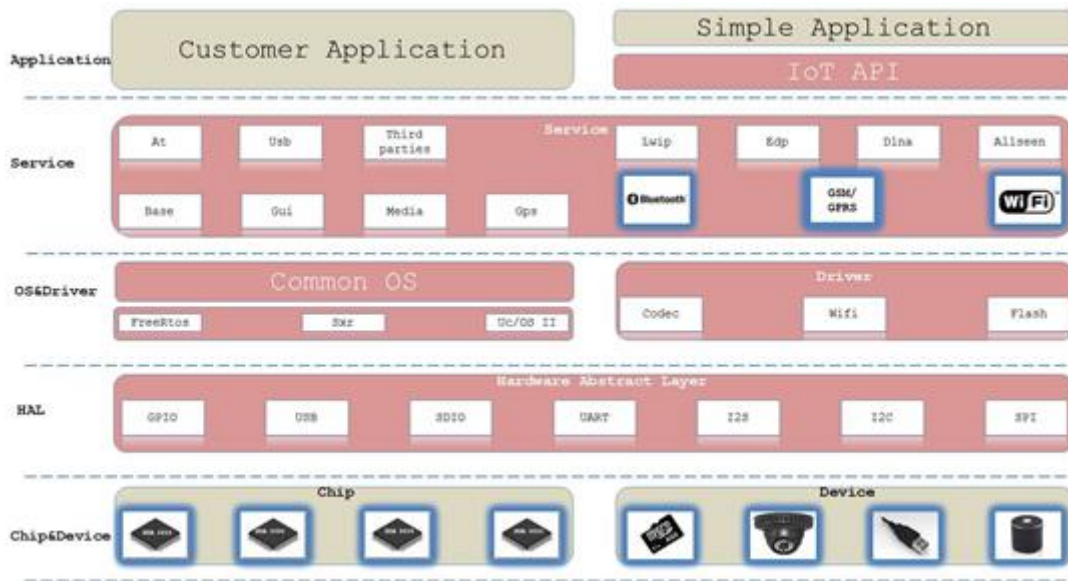 Customer Application
Simple Application
Application
IoT API
Service
At
Usb
Third
parties
Lwip
Edp
Dlna
Allseen
Service
Bluetooth
GSM/
GPRS
WiFi
Base
Gui
Media
Gps
Common OS
Driver
OS&Driver
FreeRtos
Sxr
Uc/OS II
Codec
Wifi
Flash
Hardware Abstract Layer
HAL
GPIO
USB
SDIO
UART
I2S
I2C
SPI
Chip
Device
Chip&Device